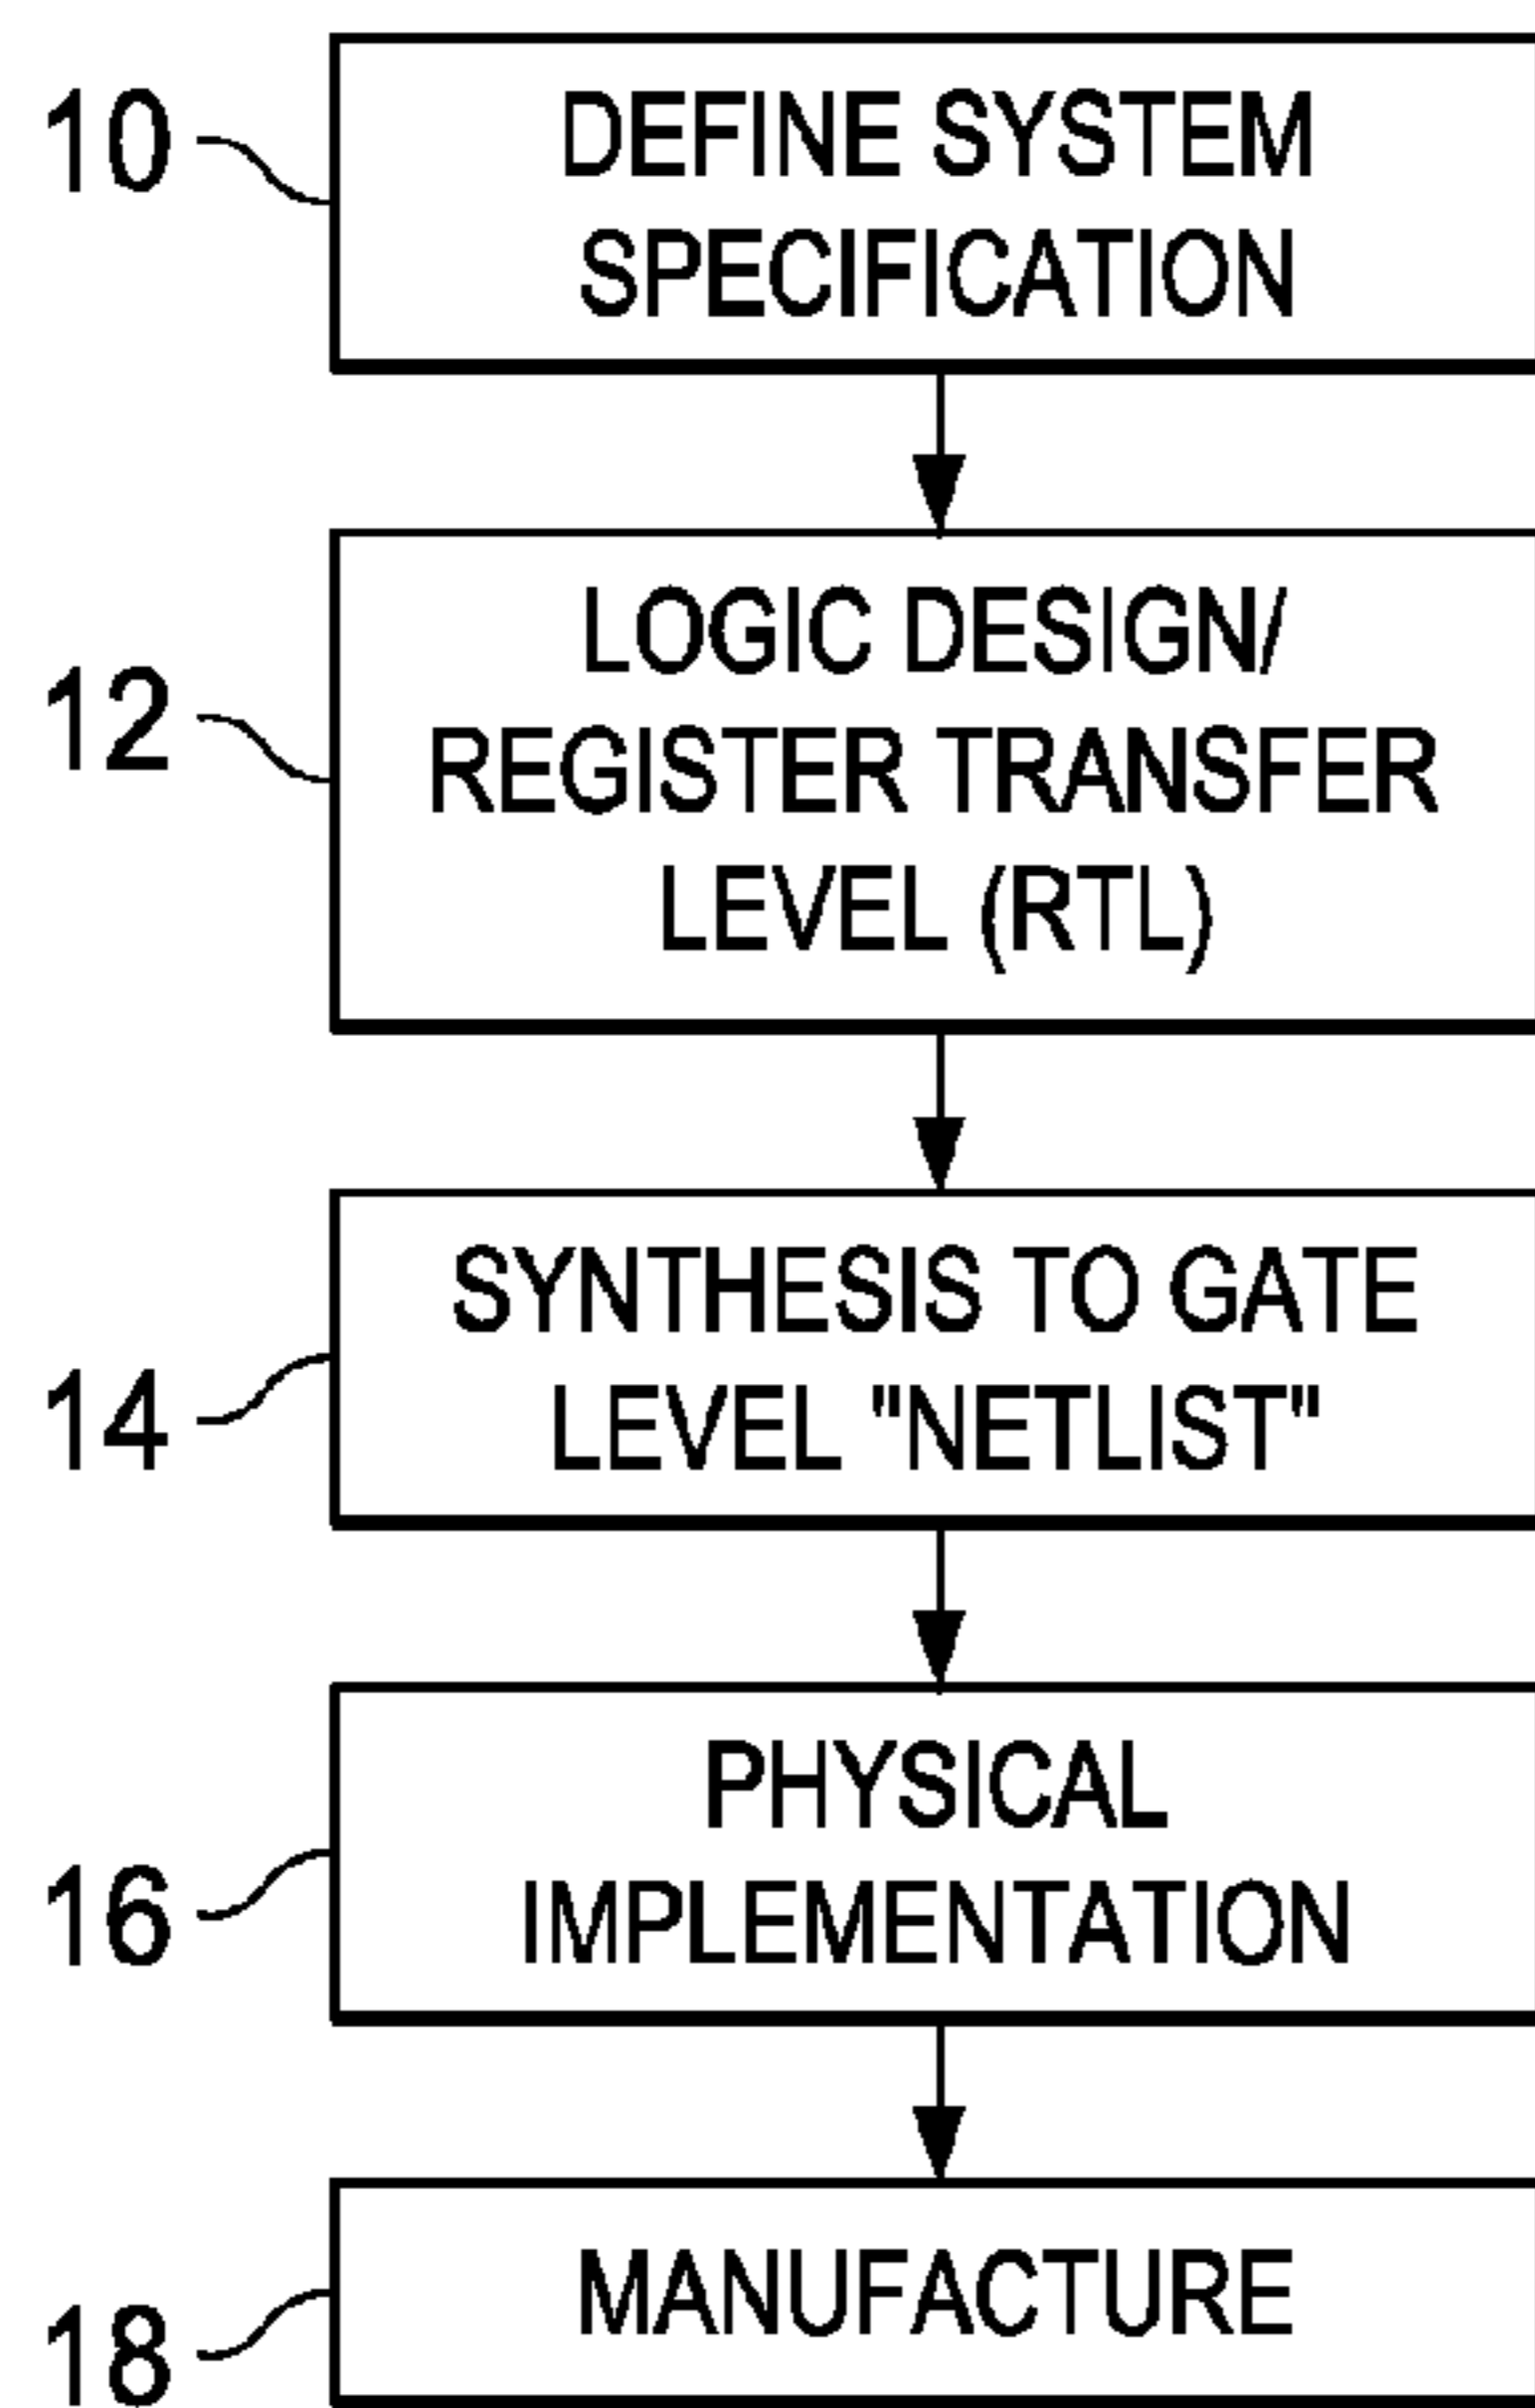 10
DEFINE SYSTEM
SPECIFICATION
12
LOGIC DESIGN/
REGISTER TRANSFER
LEVEL (RTL)
14
SYNTHESIS TO GATE
LEVEL "NETLIST"
16
PHYSICAL
IMPLEMENTATION
18
MANUFACTURE